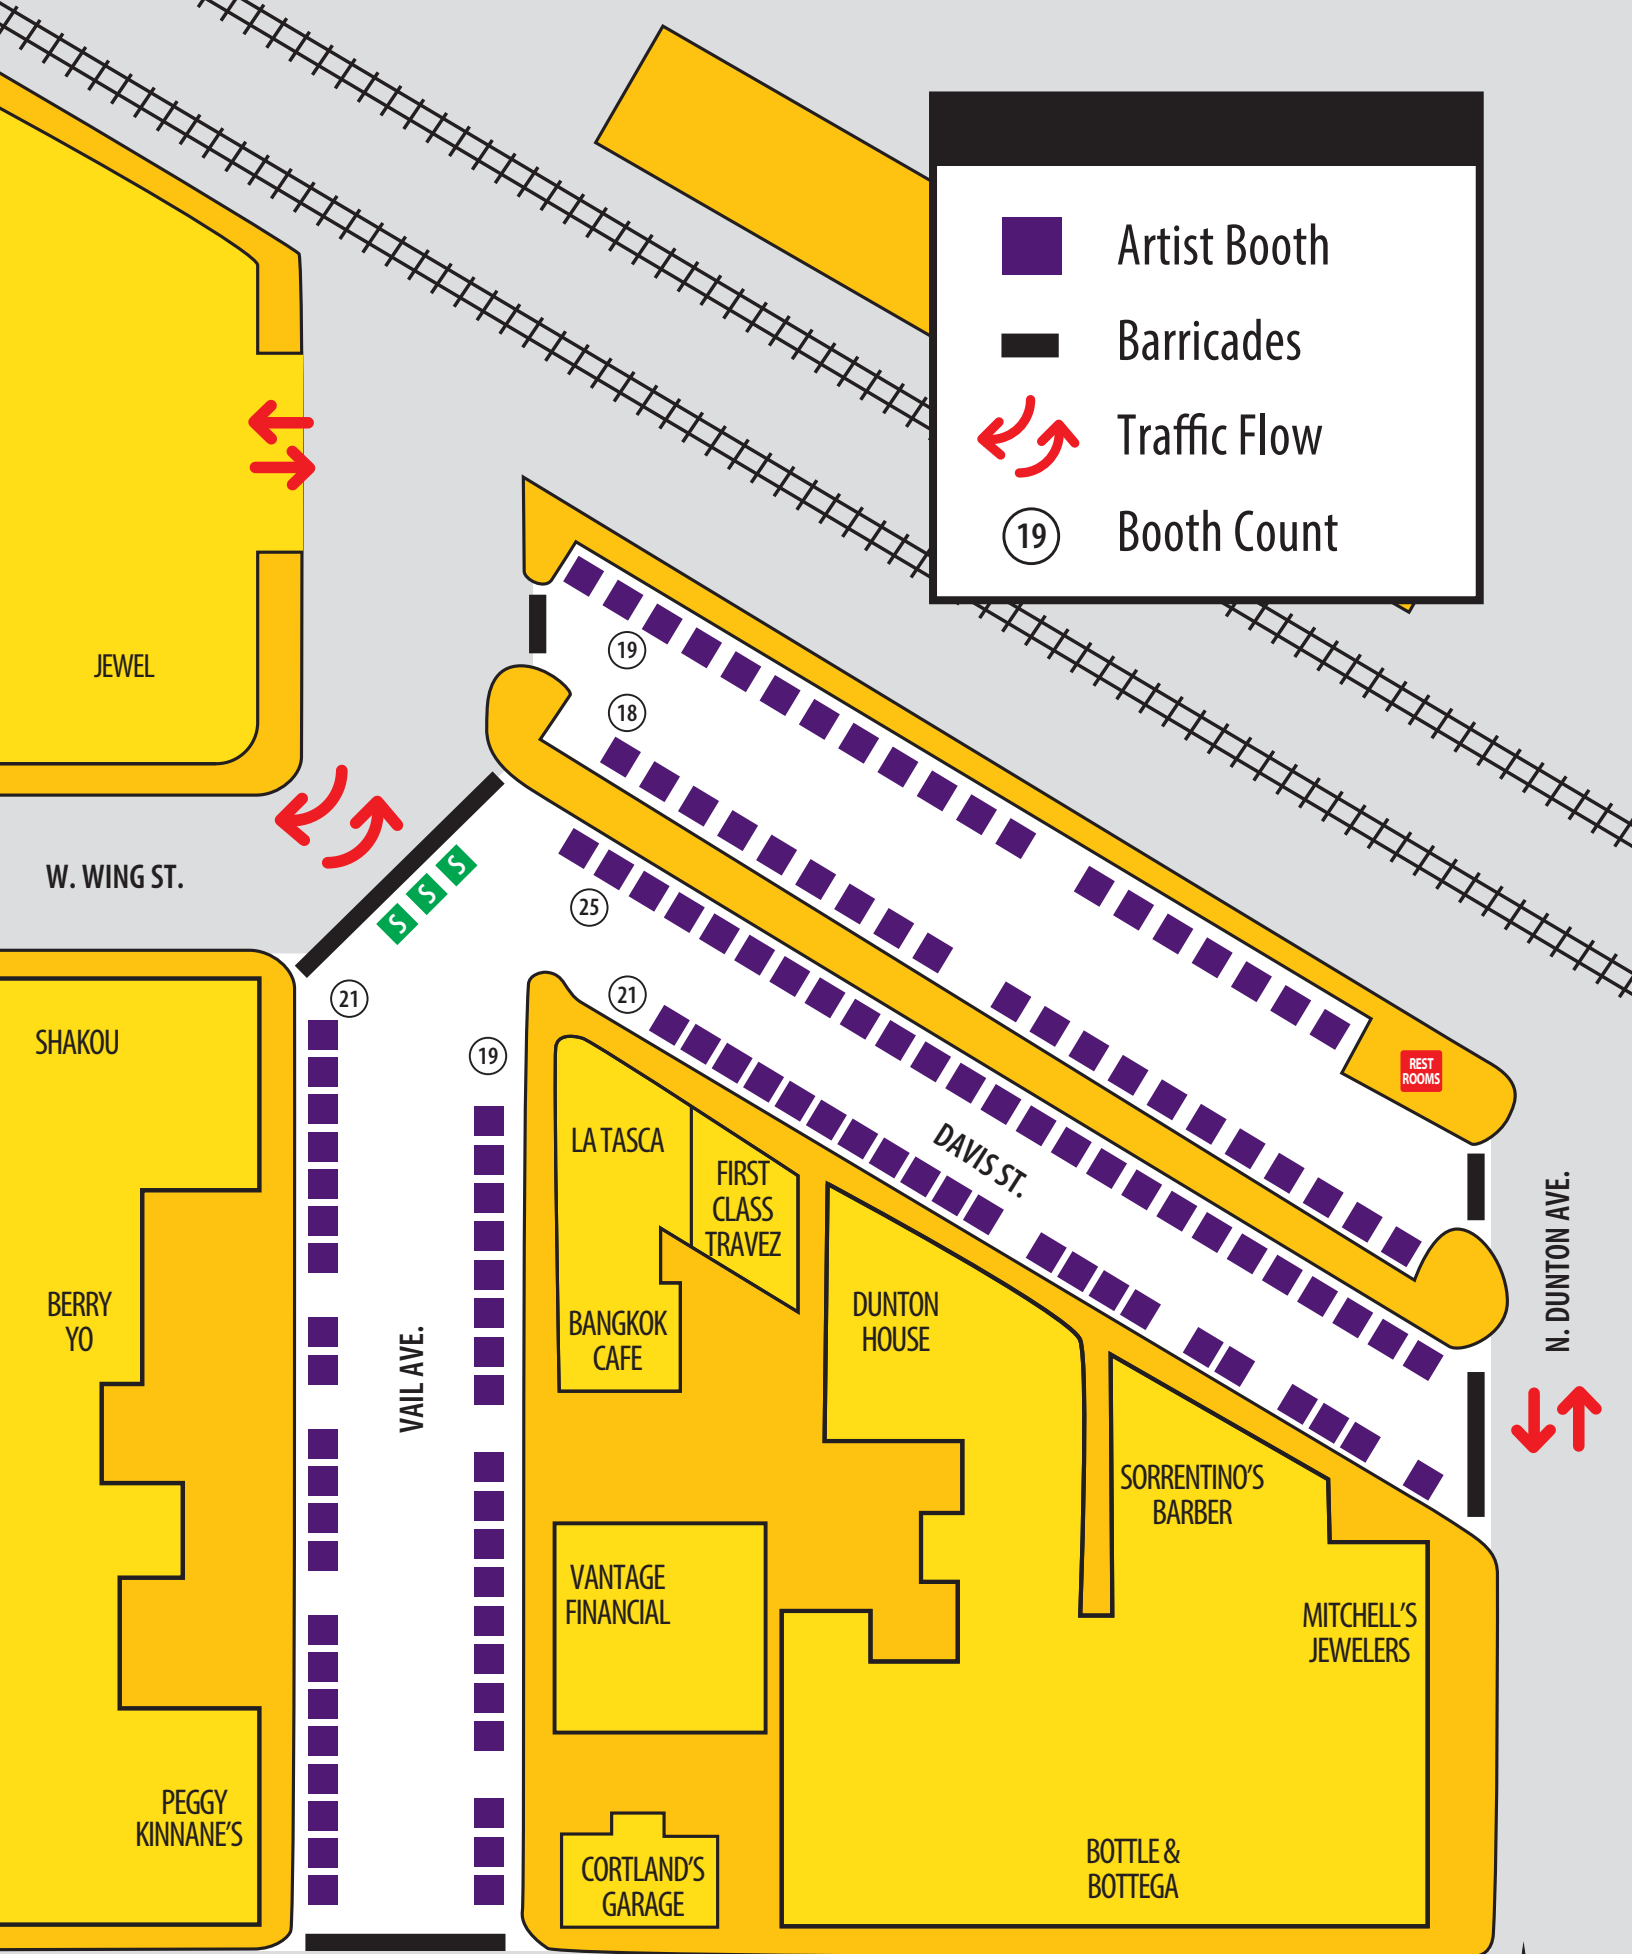 Artist Booth
Barricades
Traffic Flow
19
Booth Count
JEWEL
19
18
W. WING ST.
S
S
S
25
21
21
19
SHAKOU
REST
ROOMS
LA TASCA
FIRST
CLASS
TRAVEZ
DAVIS ST.
N. DUNTON AVE.
BERRY
YO
VAIL AVE.
BANGKOK
CAFE
DUNTON
HOUSE
SORRENTINO'S
BARBER
VANTAGE
FINANCIAL
MITCHELL'S
JEWELERS
PEGGY
KINNANE'S
CORTLAND'S
GARAGE
BOTTLE &
BOTTEGA